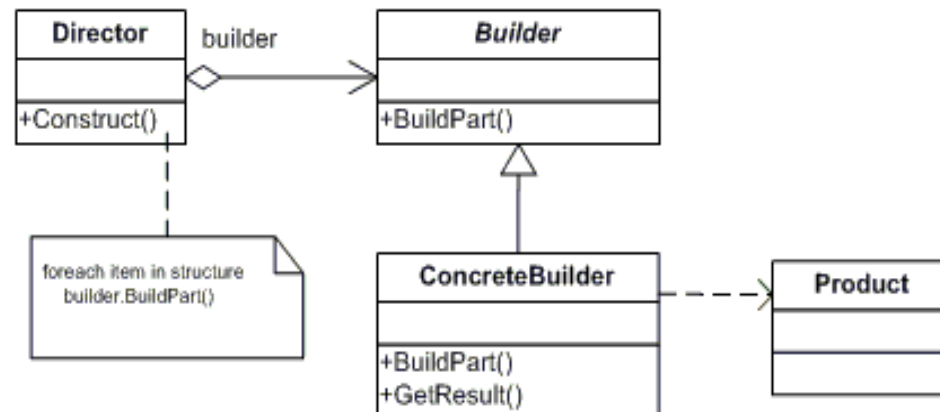 Director
builder
Builder
+Construct()
+BuildPart()
foreach item in structure
builder.BuildPart()
ConcreteBuilder
Product
+BuildPart()
+GetResult()